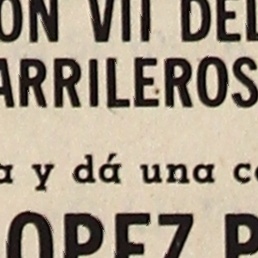 ON VII DEL
ARRILEROS
a y dá una c
OPEZ P